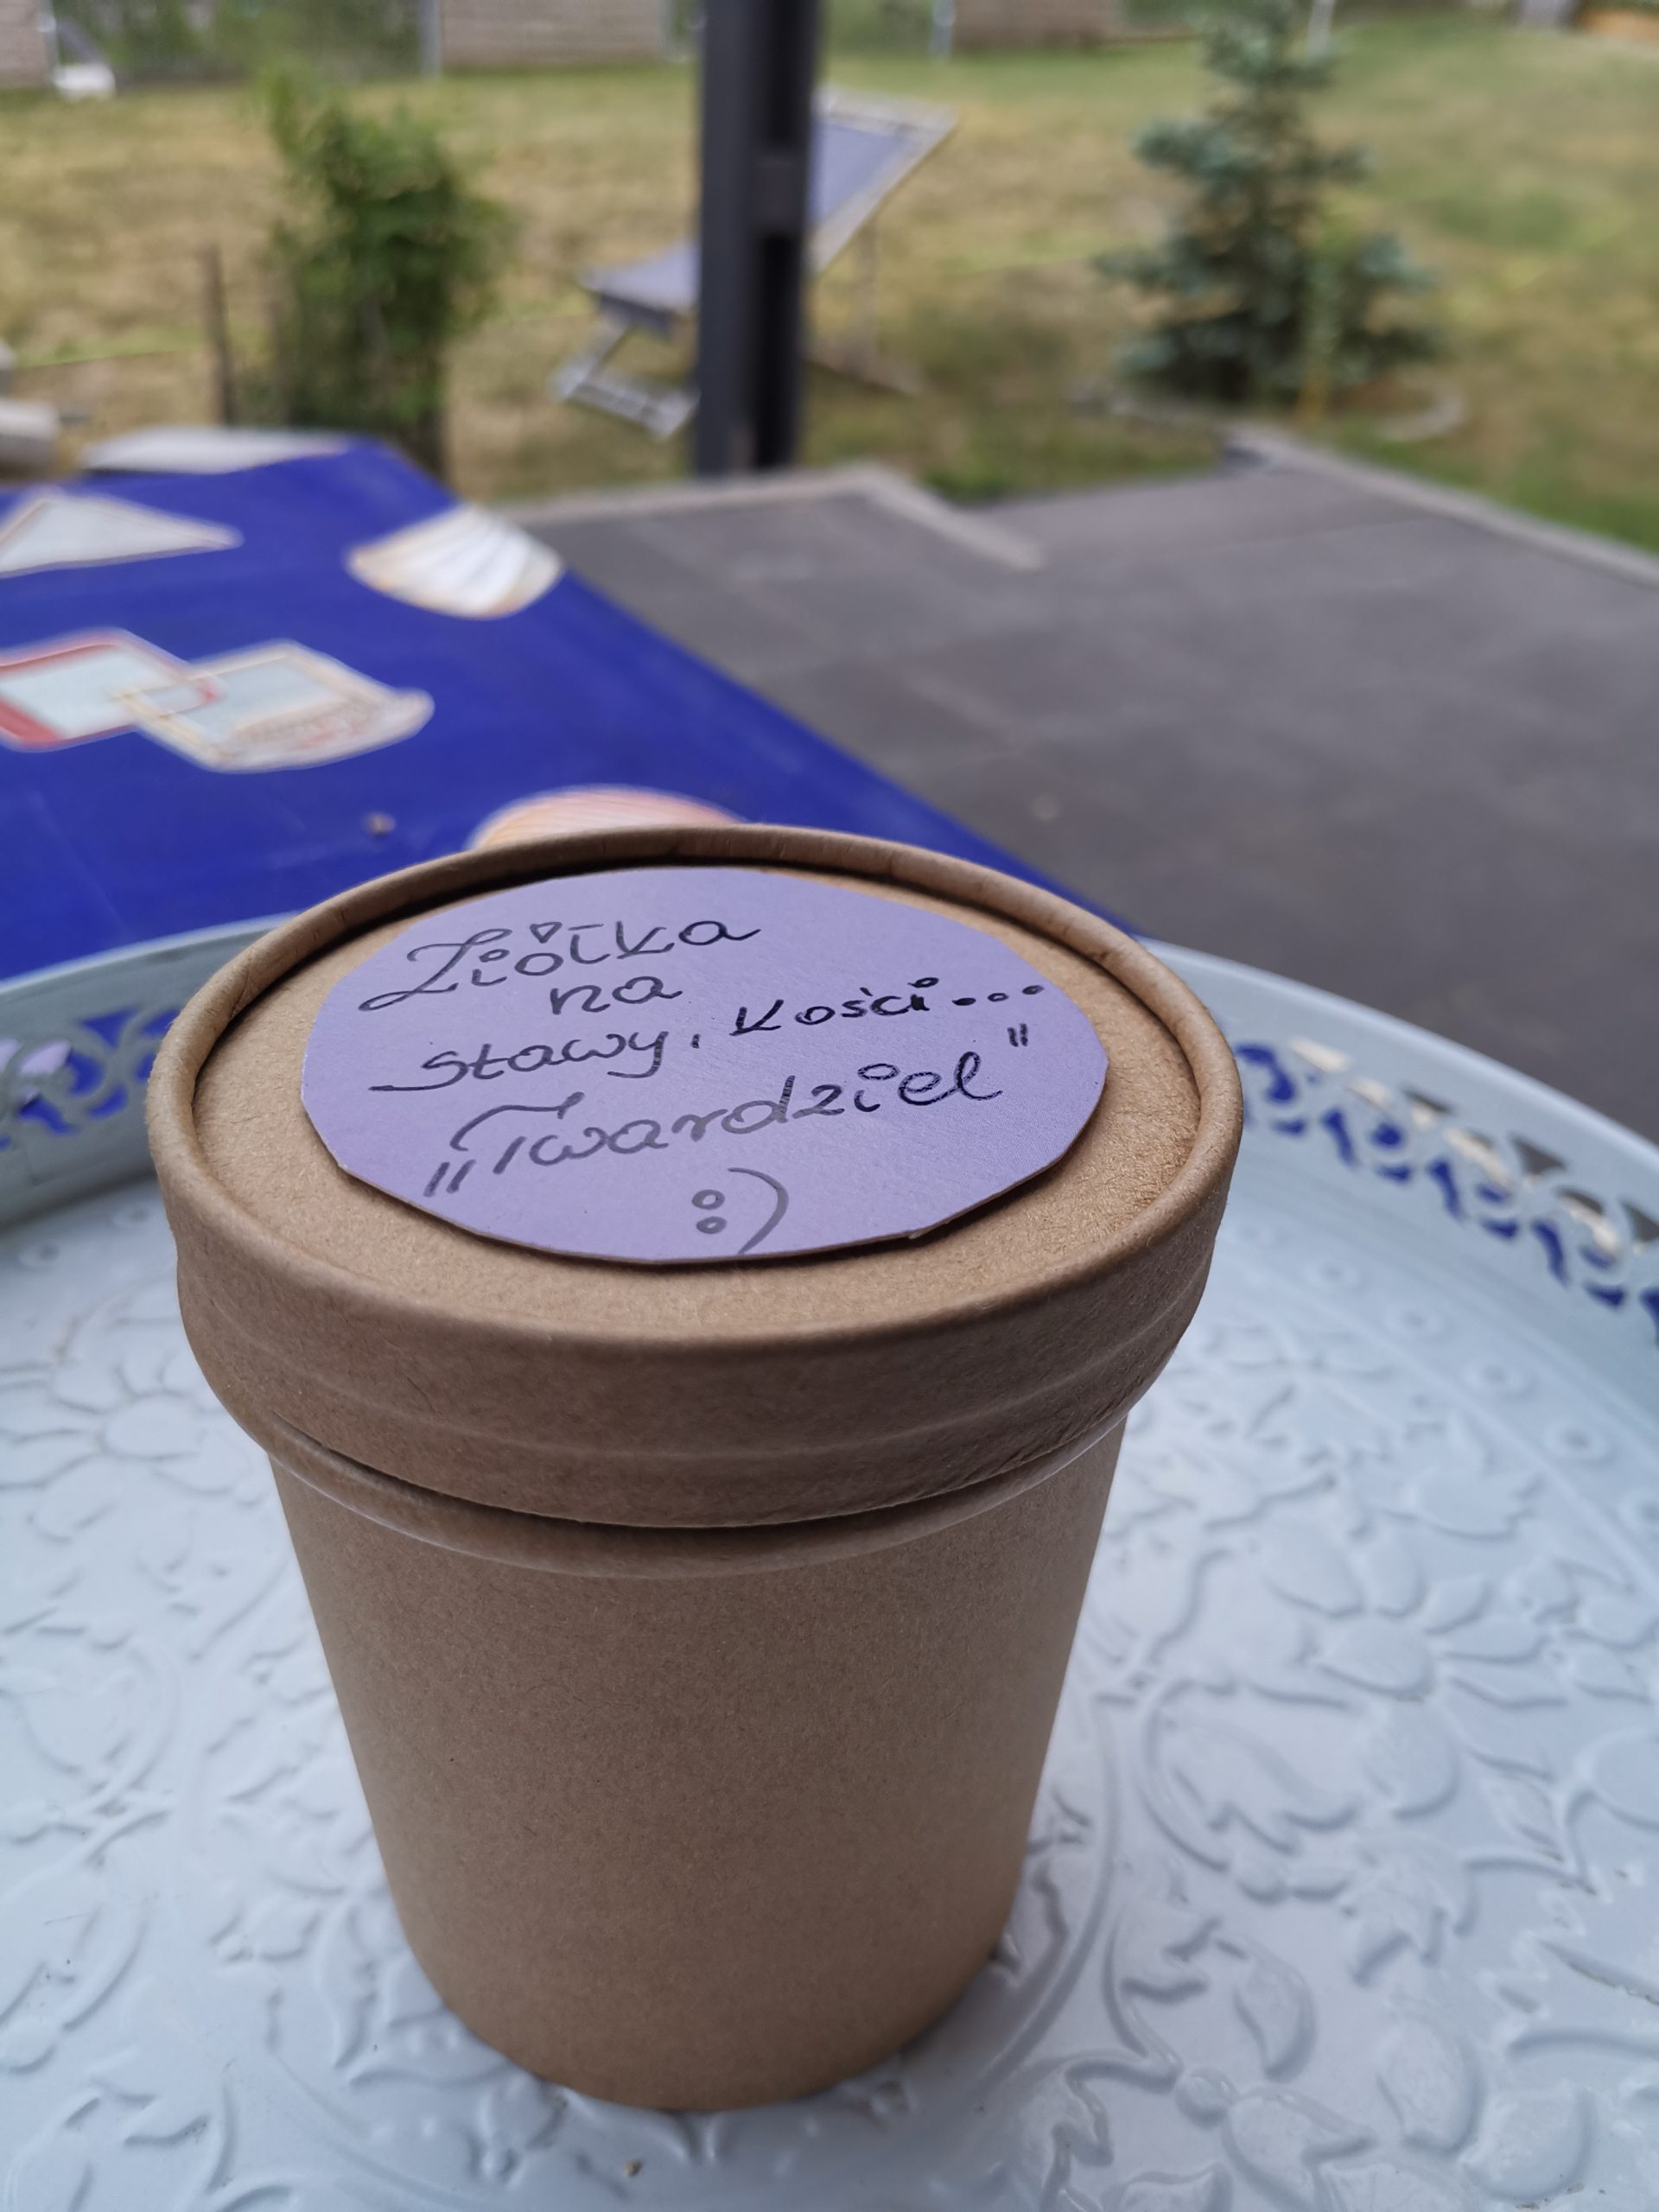 Ziółka
na
stawy, kości...
„Twardziel"
:)